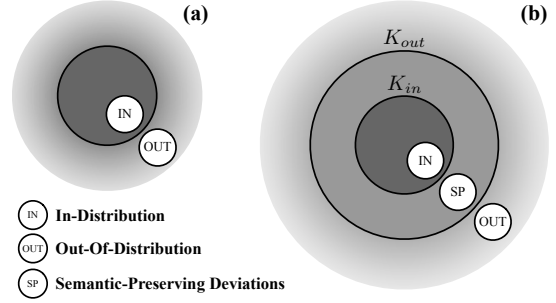 (a)
IN
OUT
(b)
K_out
K_in
IN
SP
OUT
IN In-Distribution
OUT Out-Of-Distribution
SP Semantic-Preserving Deviations